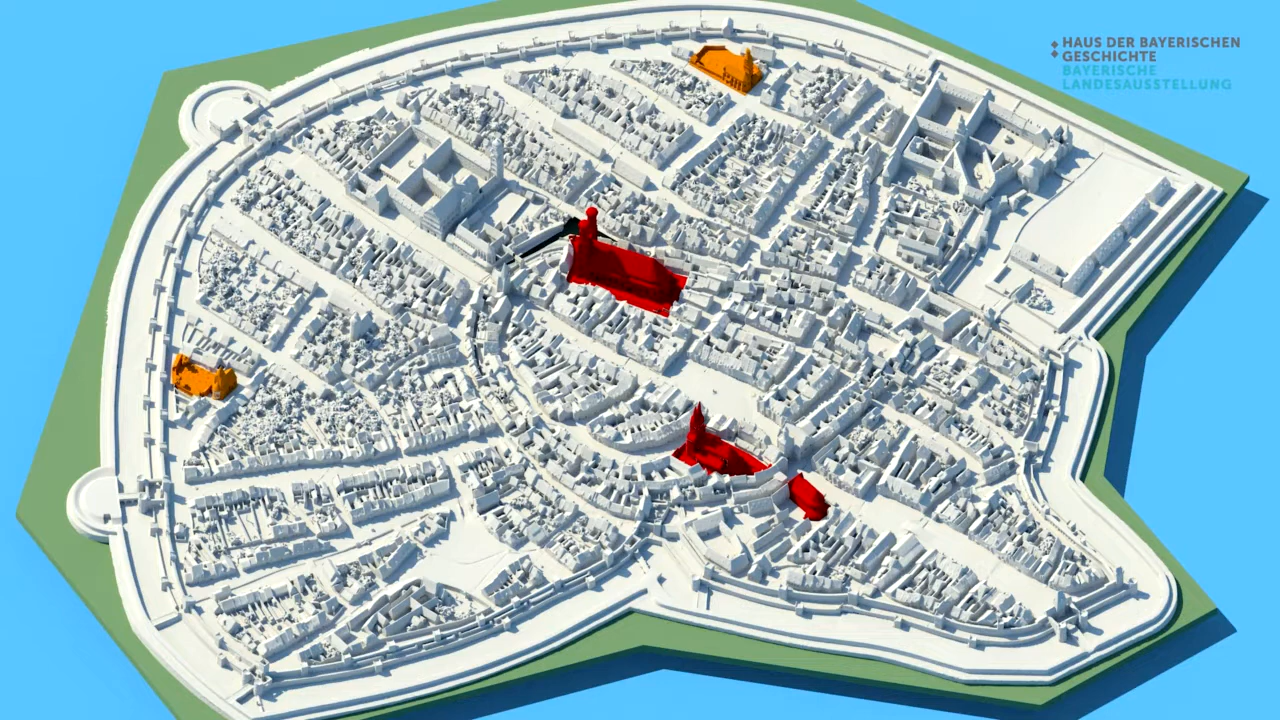 HAUS DER BAYERISCHEN
GESCHICHTE
BAYERISCHE
LANDESAUSSTELLUNG